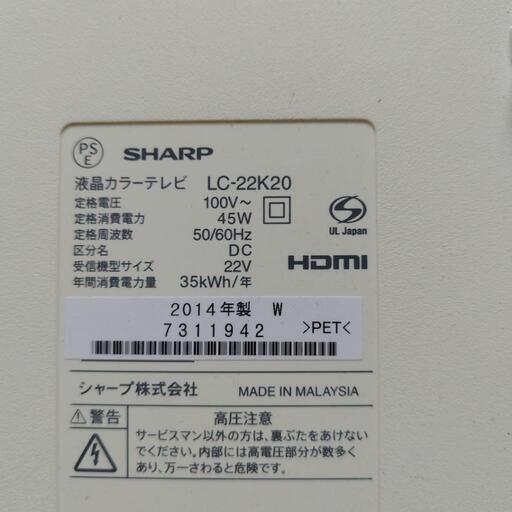 PS
E
SHARP
液晶カラーテレビ LC-22K20
定格電圧 100V～
定格消費電力 45W
定格周波数 50/60Hz
区分名 DC
受信機型サイズ 22V
年間消費電力量 35kWh/年
S
UL Japan
HDMI
2014年製 W
7311942
>PET<
シャープ株式会社 MADE IN MALAYSIA
⚠警告 高圧注意
サービスマン以外の方は、裏ぶたをあけない
でください。内部には高電圧部分が数多く
あり、万一さわると危険です。